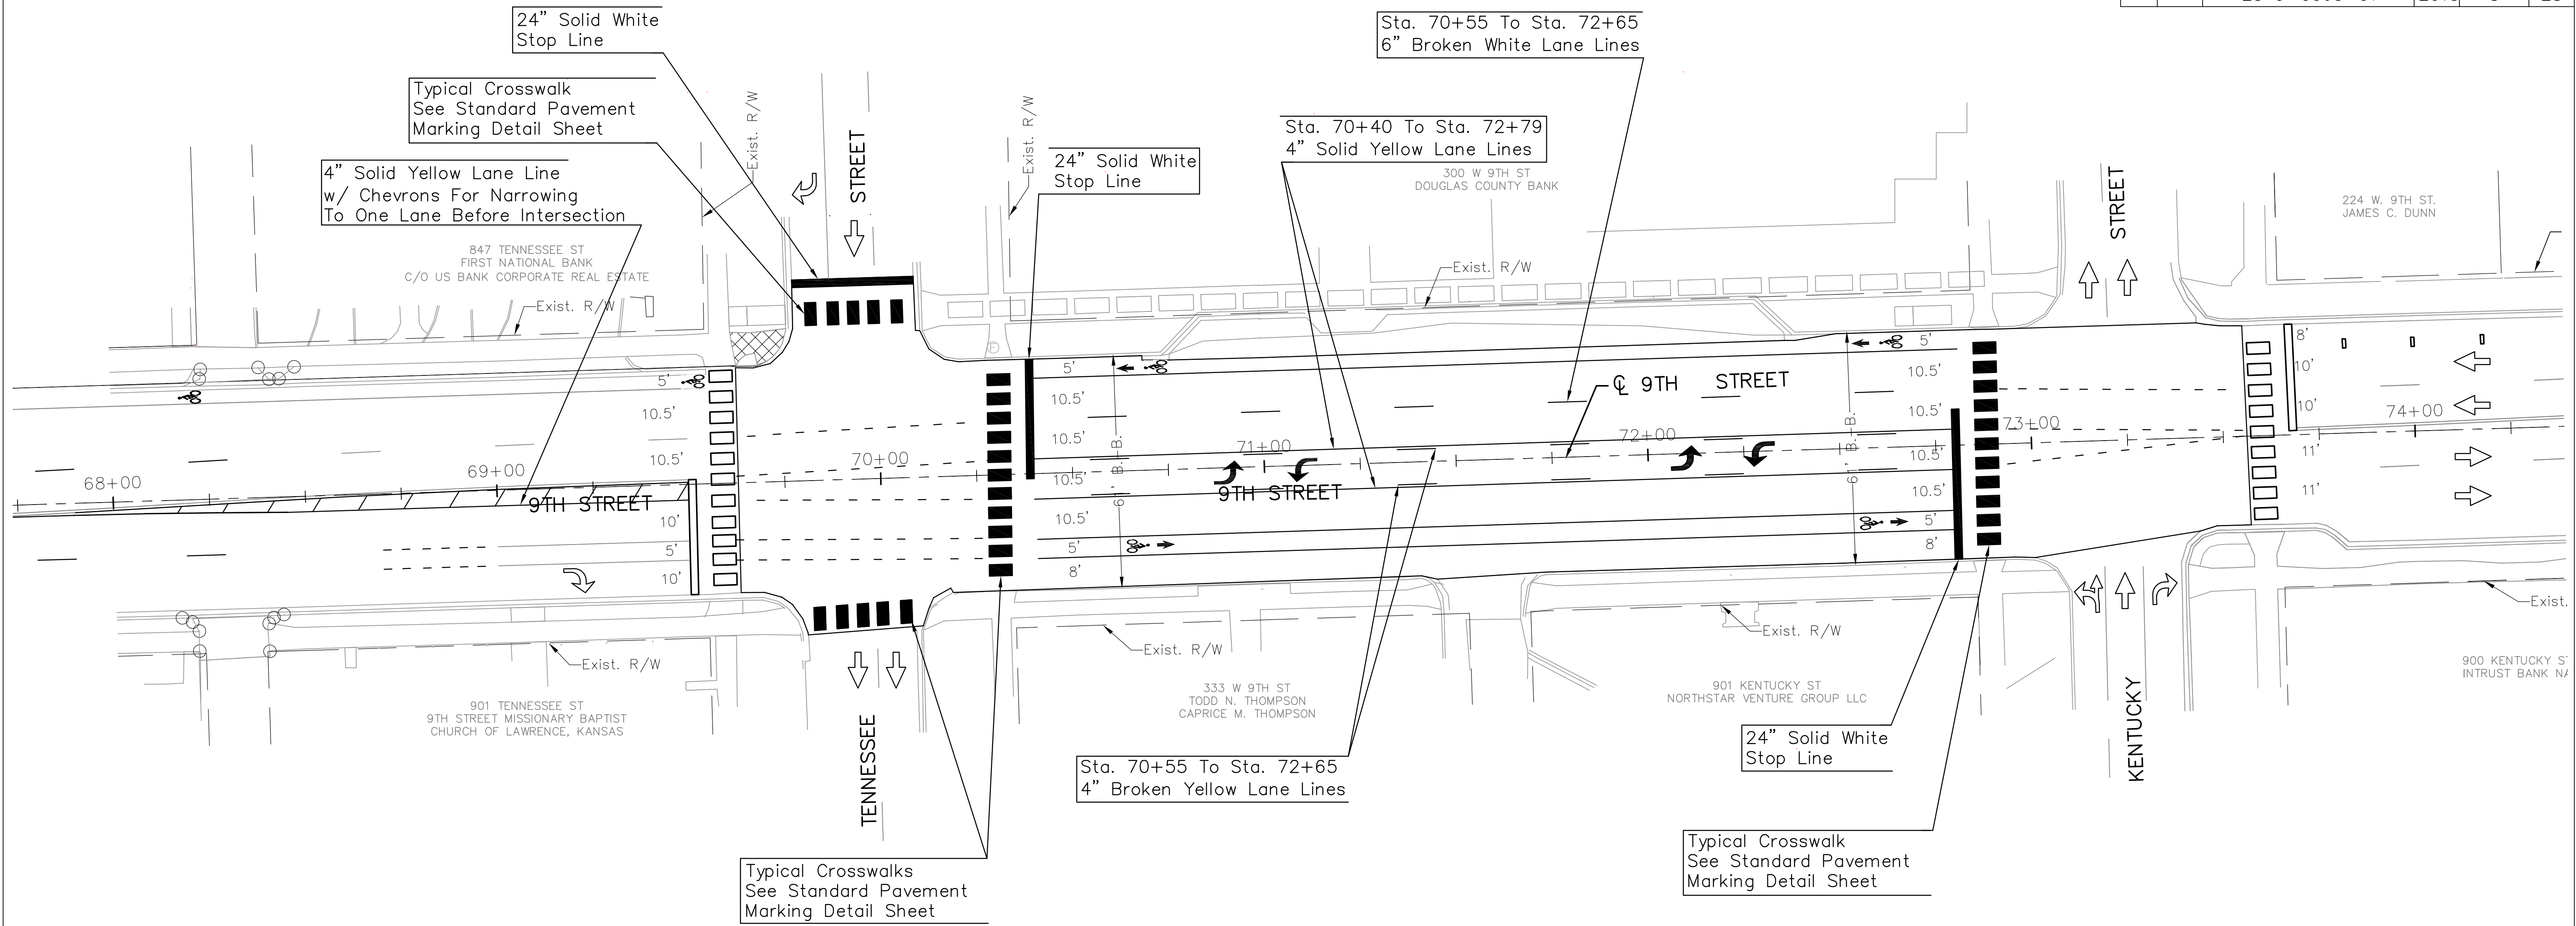 24” Solid White
Stop Line
Typical Crosswalk
See Standard Pavement
Marking Detail Sheet
4” Solid Yellow Lane Line
w/ Chevrons For Narrowing
To One Lane Before Intersection
847 TENNESSEE ST
FIRST NATIONAL BANK
C/O US BANK CORPORATE REAL ESTATE
Exist. R/W
Exist. R/W
STREET
Exist. R/W
24” Solid White
Stop Line
Sta. 70+55 To Sta. 72+65
6” Broken White Lane Lines
Sta. 70+40 To Sta. 72+79
4” Solid Yellow Lane Lines
300 W 9TH ST
DOUGLAS COUNTY BANK
Exist. R/W
STREET
224 W. 9TH ST.
JAMES C. DUNN
5'
10.5'
10.5'
10'
5'
10'
68+00
69+00
9TH STREET
70+00
5'
10.5'
10.5'
10.5'
10.5'
5'
8'
61' B.-B.
71+00
9TH STREET
℄ 9TH STREET
72+00
61' B.-B.
5'
10.5'
10.5'
10.5'
10.5'
5'
8'
73+00
8'
10'
10'
11'
11'
74+00
Exist. R/W
901 TENNESSEE ST
9TH STREET MISSIONARY BAPTIST
CHURCH OF LAWRENCE, KANSAS
TENNESSEE
Exist. R/W
333 W 9TH ST
TODD N. THOMPSON
CAPRICE M. THOMPSON
Exist. R/W
901 KENTUCKY ST
NORTHSTAR VENTURE GROUP LLC
KENTUCKY
Exist.
900 KENTUCKY
INTRUST BANK
Sta. 70+55 To Sta. 72+65
4” Broken Yellow Lane Lines
24” Solid White
Stop Line
Typical Crosswalks
See Standard Pavement
Marking Detail Sheet
Typical Crosswalk
See Standard Pavement
Marking Detail Sheet